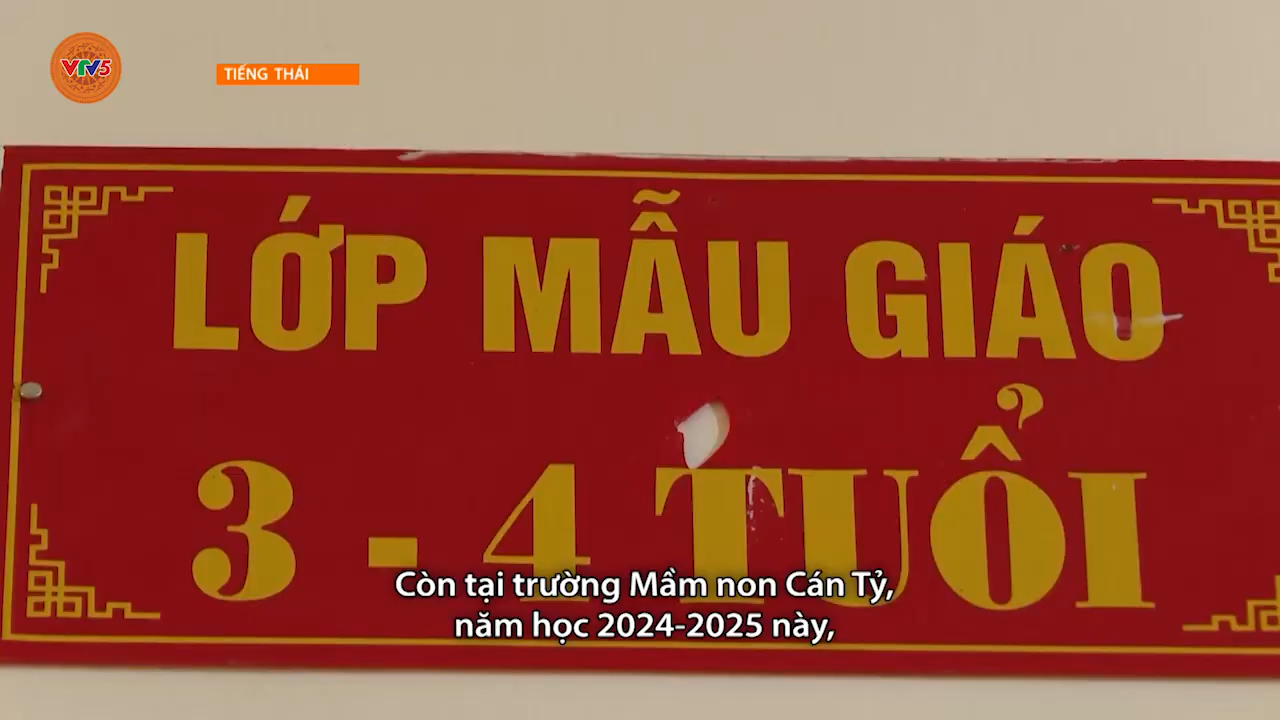 VTV5
TIẾNG THÁI
LỚP MẪU GIÁO
3 - 4 TUỔI
Còn tại trường Mầm non Cán Tỷ,
năm học 2024-2025 này,